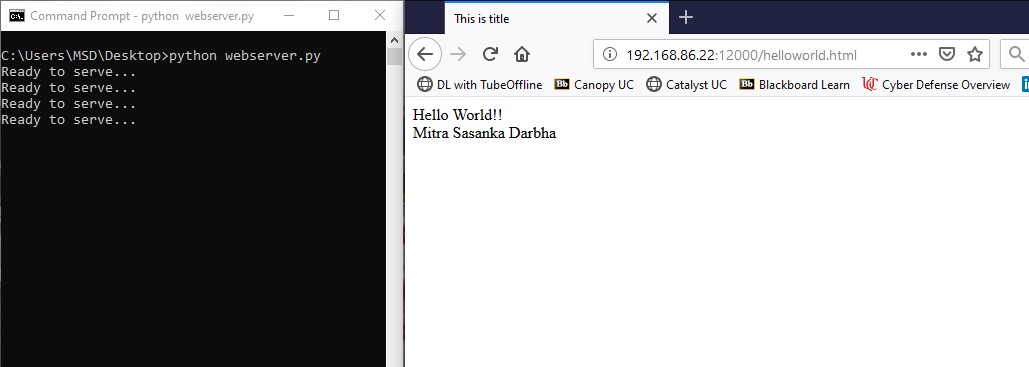 Command Prompt - python  webserver.py
C:\Users\MSD\Desktop>python webserver.py
Ready to serve...
Ready to serve...
Ready to serve...
Ready to serve...
This is title
192.168.86.22:12000/helloworld.html
DL with TubeOffline Bb Canopy UC Catalyst UC Bb Blackboard Learn UC Cyber Defense Overview in
Hello World!!
Mitra Sasanka Darbha